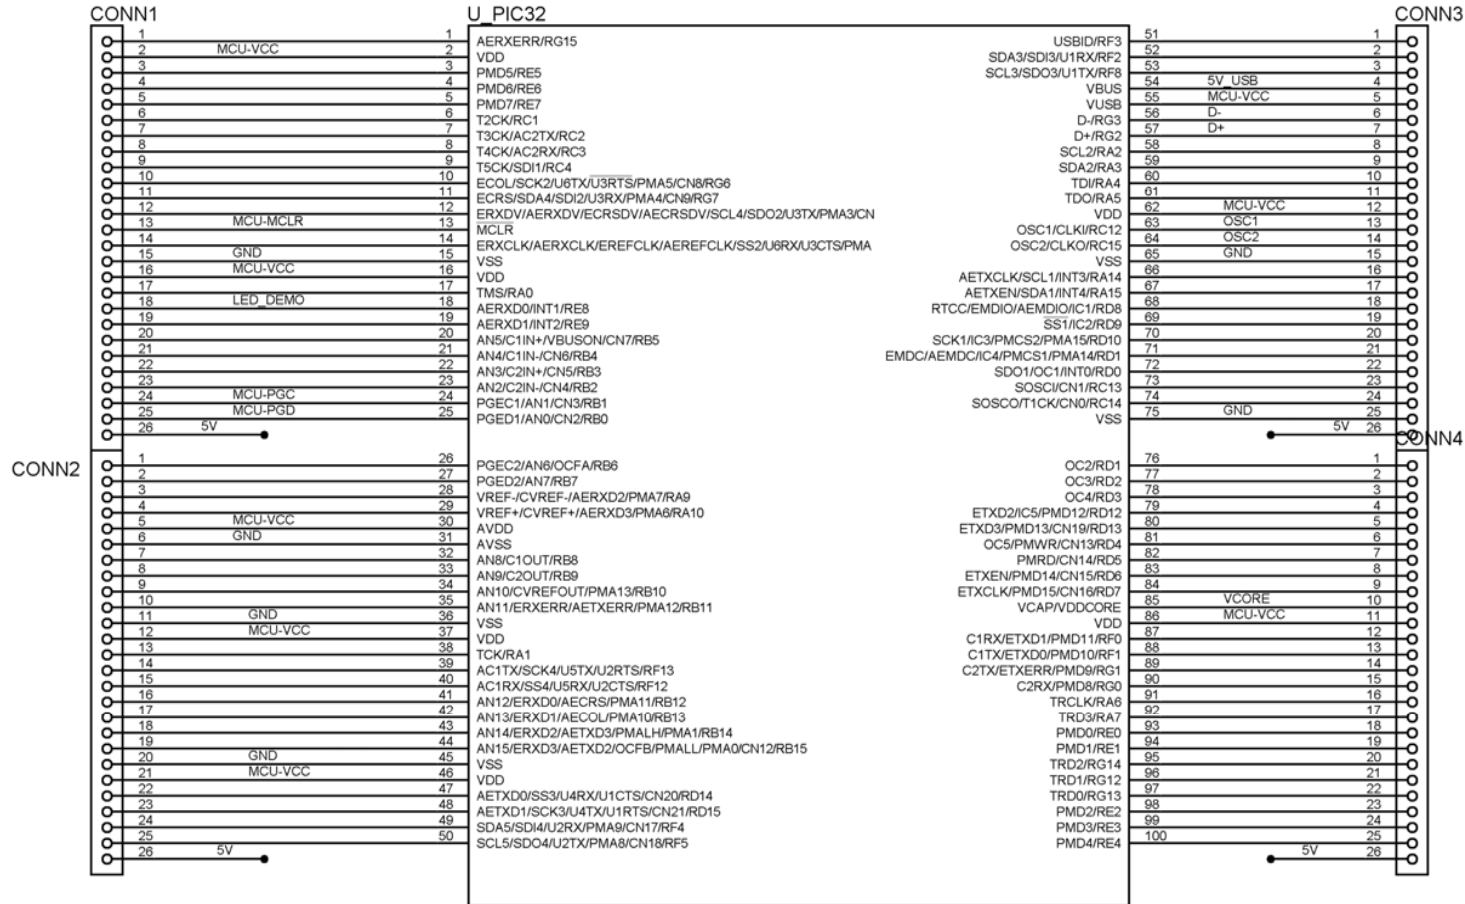 CONN1 U_PIC32 CONN3
1 1 AERXERR/RG15 USBID/RF3 51 1
2 MCU-VCC 2 VDD SDA3/SDI3/U1RX/RF2 52 2
3 3 PMD5/RE5 SCL3/SDO3/U1TX/RF8 53 3
4 4 PMD6/RE6 VBUS 54 5V_USB 4
5 5 PMD7/RE7 VUSB 55 MCU-VCC 5
6 6 T2CK/RC1 D-/RG3 56 D- 6
7 7 T3CK/AC2TX/RC2 D+/RG2 57 D+ 7
8 8 T4CK/AC2RX/RC3 SCL2/RA2 58 8
9 9 T5CK/SDI1/RC4 SDA2/RA3 59 9
10 10 ECOL/SCK2/U6TX/U3RTS/PMA5/CN8/RG6 TDI/RA4 60 10
11 11 ECRS/SDA4/SDI2/U3RX/PMA4/CN9/RG7 TDO/RA5 61 11
12 12 ERXDV/AERXDV/ECRSDV/AECRSDV/SCL4/SDO2/U3TX/PMA3/CN VDD 62 MCU-VCC 12
13 MCU-MCLR 13 MCLR OSC1/CLKI/RC12 63 OSC1 13
14 14 ERXCLK/AERXCLK/EREFCLK/AEREFCLK/SS2/U6RX/U3CTS/PMA OSC2/CLKO/RC15 64 OSC2 14
15 GND 15 VSS VSS 65 GND 15
16 MCU-VCC 16 VDD AETXCLK/SCL1/INT3/RA14 66 16
17 17 TMS/RA0 AETXEN/SDA1/INT4/RA15 67 17
18 LED_DEMO 18 AERXD0/INT1/RE8 RTCC/EMDIO/AEMDIO/IC1/RD8 68 18
19 19 AERXD1/INT2/RE9 SS1/IC2/RD9 69 19
20 20 AN5/C1IN+/VBUSON/CN7/RB5 SCK1/IC3/PMCS2/PMA15/RD10 70 20
21 21 AN4/C1IN-/CN6/RB4 EMDC/AEMDC/IC4/PMCS1/PMA14/RD1 71 21
22 22 AN3/C2IN+/CN5/RB3 SDO1/OC1/INT0/RD0 72 22
23 23 AN2/C2IN-/CN4/RB2 SOSCI/CN1/RC13 73 23
24 MCU-PGC 24 PGEC1/AN1/CN3/RB1 SOSCO/T1CK/CN0/RC14 74 24
25 MCU-PGD 25 PGED1/AN0/CN2/RB0 VSS 75 GND 25
26 5V 5V 26
CONN2 CONN4
1 26 PGEC2/AN6/OCFA/RB6 OC2/RD1 76 1
2 27 PGED2/AN7/RB7 OC3/RD2 77 2
3 28 VREF-/CVREF-/AERXD2/PMA7/RA9 OC4/RD3 78 3
4 29 VREF+/CVREF+/AERXD3/PMA6/RA10 ETXD2/IC5/PMD12/RD12 79 4
5 MCU-VCC 30 AVDD ETXD3/PMD13/CN19/RD13 80 5
6 GND 31 AVSS OC5/PMWR/CN13/RD4 81 6
7 32 AN8/C1OUT/RB8 PMRD/CN14/RD5 82 7
8 33 AN9/C2OUT/RB9 ETXEN/PMD14/CN15/RD6 83 8
9 34 AN10/CVREFOUT/PMA13/RB10 ETXCLK/PMD15/CN16/RD7 84 9
10 35 AN11/ERXERR/AETXERR/PMA12/RB11 VCAP/VDDCORE 85 VCORE 10
11 GND 36 VSS VDD 86 MCU-VCC 11
12 MCU-VCC 37 VDD C1RX/ETXD1/PMD11/RF0 87 12
13 38 TCK/RA1 C1TX/ETXD0/PMD10/RF1 88 13
14 39 AC1TX/SCK4/U5TX/U2RTS/RF13 C2TX/ETXERR/PMD9/RG1 89 14
15 40 AC1RX/SS4/U5RX/U2CTS/RF12 C2RX/PMD8/RG0 90 15
16 41 AN12/ERXD0/AECRS/PMA11/RB12 TRCLK/RA6 91 16
17 42 AN13/ERXD1/AECOL/PMA10/RB13 TRD3/RA7 92 17
18 43 AN14/ERXD2/AETXD3/PMALH/PMA1/RB14 PMD0/RE0 93 18
19 44 AN15/ERXD3/AETXD2/OCFB/PMALL/PMA0/CN12/RB15 PMD1/RE1 94 19
20 GND 45 VSS TRD2/RG14 95 20
21 MCU-VCC 46 VDD TRD1/RG12 96 21
22 47 AETXD0/SS3/U4RX/U1CTS/CN20/RD14 TRD0/RG13 97 22
23 48 AETXD1/SCK3/U4TX/U1RTS/CN21/RD15 PMD2/RE2 98 23
24 49 SDA5/SDI4/U2RX/PMA9/CN17/RF4 PMD3/RE3 99 24
25 50 SCL5/SDO4/U2TX/PMA8/CN18/RF5 PMD4/RE4 100 25
26 5V 5V 26